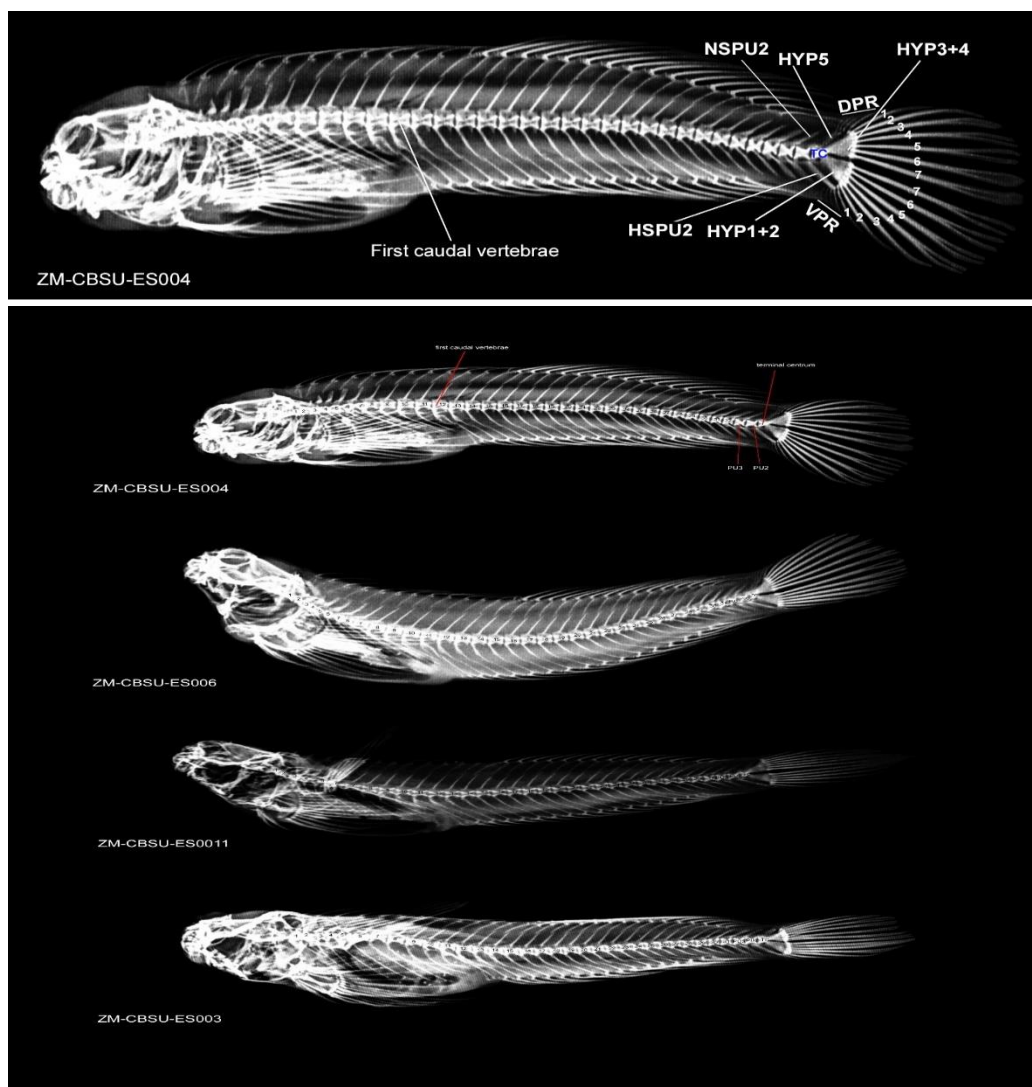 NSPU2
HYP5
HYP3+4
DPR
1 2 3 4 5 6 7
TC
7 6 5 4 3 2 1
VPR
HSPU2
HYP1+2
First caudal vertebrae
ZM-CBSU-ES004
first caudal vertebrae
terminal centrum
PU3
PU2
ZM-CBSU-ES004
ZM-CBSU-ES006
ZM-CBSU-ES0011
ZM-CBSU-ES003